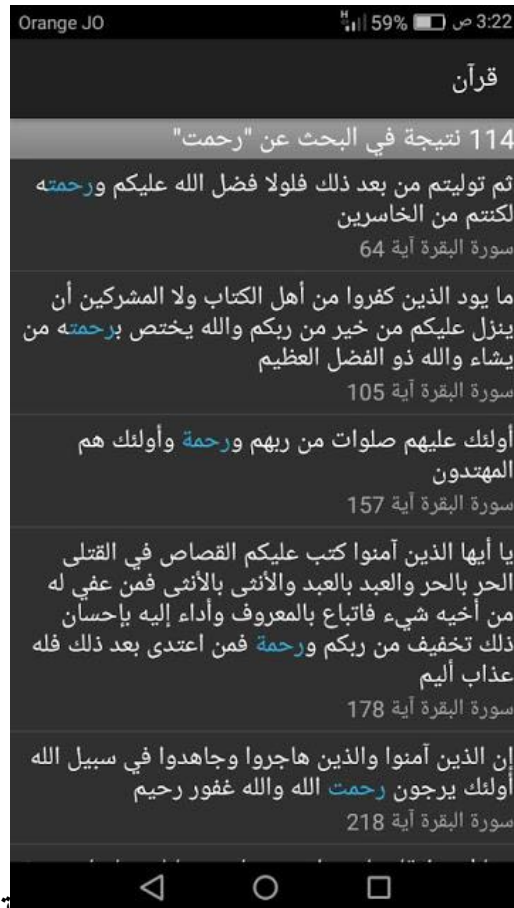 Orange JO
H 59% 3:22 ص
قرآن
114 نتيجة في البحث عن "رحمت"
ثم توليتم من بعد ذلك فلولا فضل الله عليكم ورحمته
لكنتم من الخاسرين
سورة البقرة آية 64
ما يود الذين كفروا من أهل الكتاب ولا المشركين أن
ينزل عليكم من خير من ربكم والله يختص برحمته من
يشاء والله ذو الفضل العظيم
سورة البقرة آية 105
أولئك عليهم صلوات من ربهم ورحمة وأولئك هم
المهتدون
سورة البقرة آية 157
يا أيها الذين آمنوا كتب عليكم القصاص في القتلى
الحر بالحر والعبد بالعبد والأنثى بالأنثى فمن عفي له
من أخيه شيء فاتباع بالمعروف وأداء إليه بإحسان
ذلك تخفيف من ربكم ورحمة فمن اعتدى بعد ذلك فله
عذاب أليم
سورة البقرة آية 178
إن الذين آمنوا والذين هاجروا وجاهدوا في سبيل الله
أولئك يرجون رحمت الله والله غفور رحيم
سورة البقرة آية 218